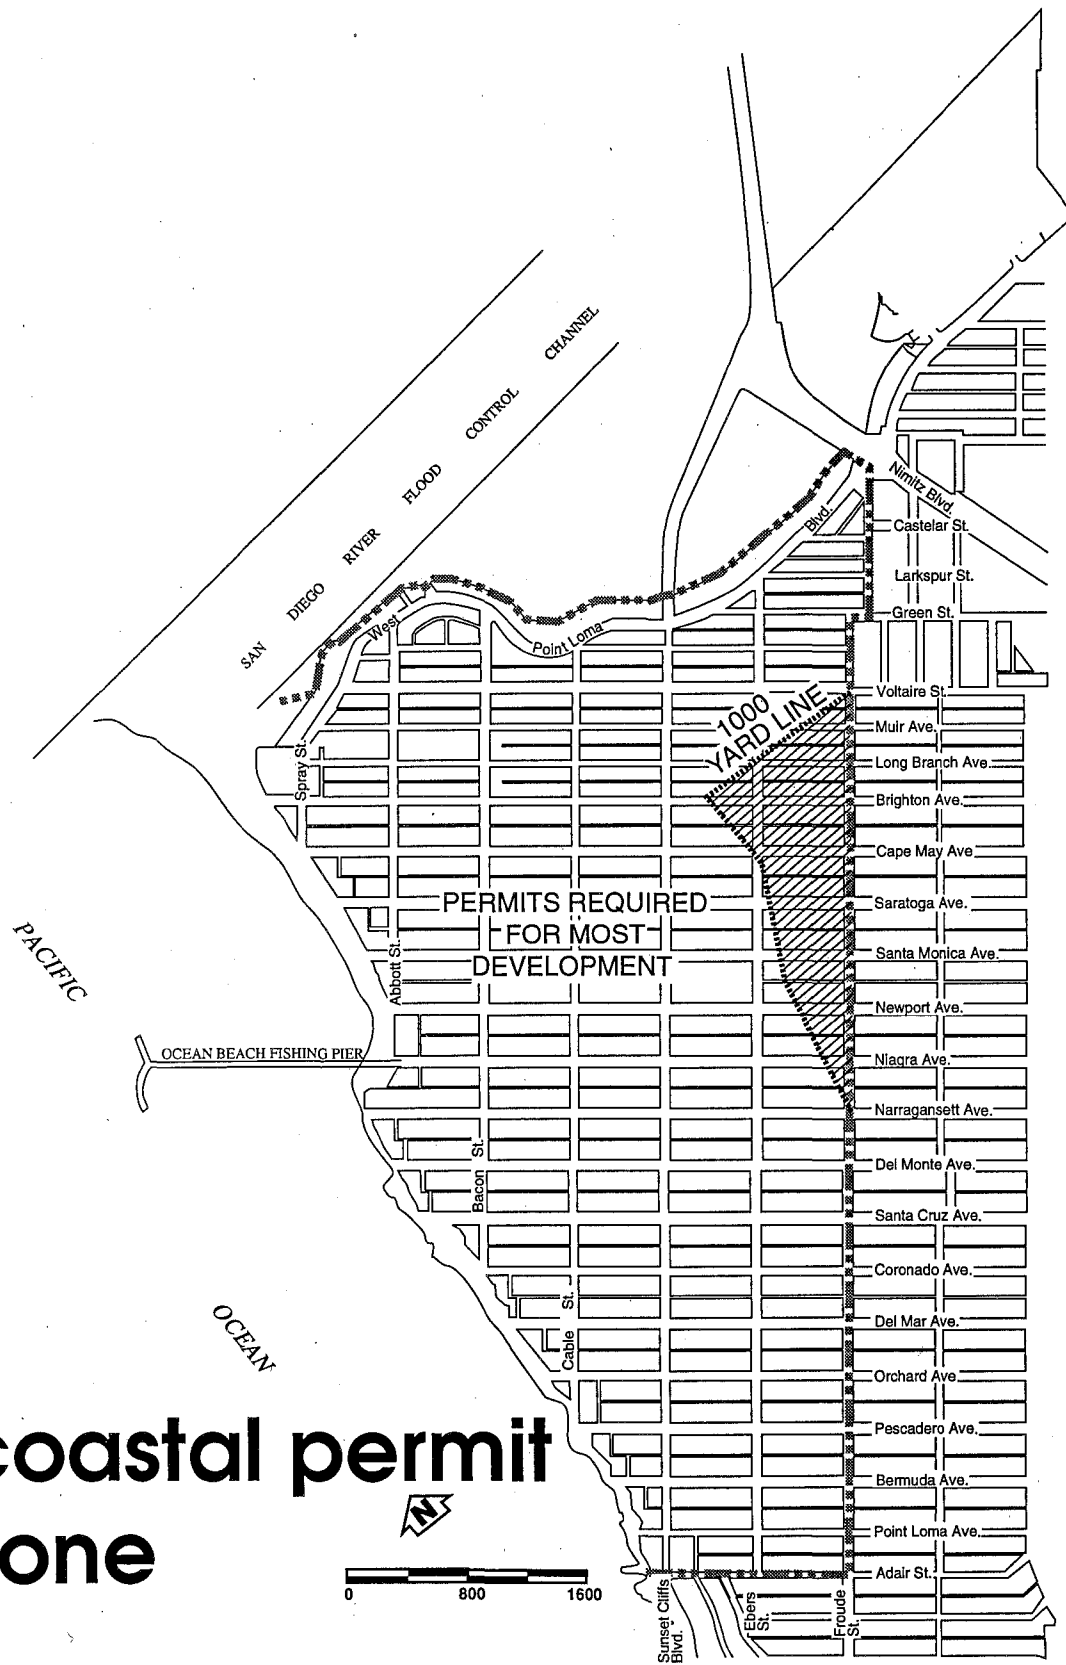 SAN DIEGO RIVER FLOOD CONTROL CHANNEL
Nimitz Blvd.
Castelar St.
Larkspur St.
Green St.
West Point Loma Blvd.
Voltaire St.
1000
YARD LINE
Muir Ave.
Long Branch Ave.
Spray St.
Brighton Ave.
Cape May Ave
PERMITS REQUIRED
FOR MOST
DEVELOPMENT
Saratoga Ave.
Abbott St.
Santa Monica Ave.
PACIFIC
Newport Ave.
OCEAN BEACH FISHING PIER
Niagra Ave.
Narragansett Ave.
Bacon St.
Del Monte Ave.
Santa Cruz Ave.
Coronado Ave.
OCEAN
Cable St.
Del Mar Ave.
Orchard Ave.
Pescadero Ave.
coastal permit
one
N
Bermuda Ave.
Point Loma Ave.
Adair St.
0 800 1600
Sunset Cliffs
Blvd.
Ebers
St.
Froude
St.